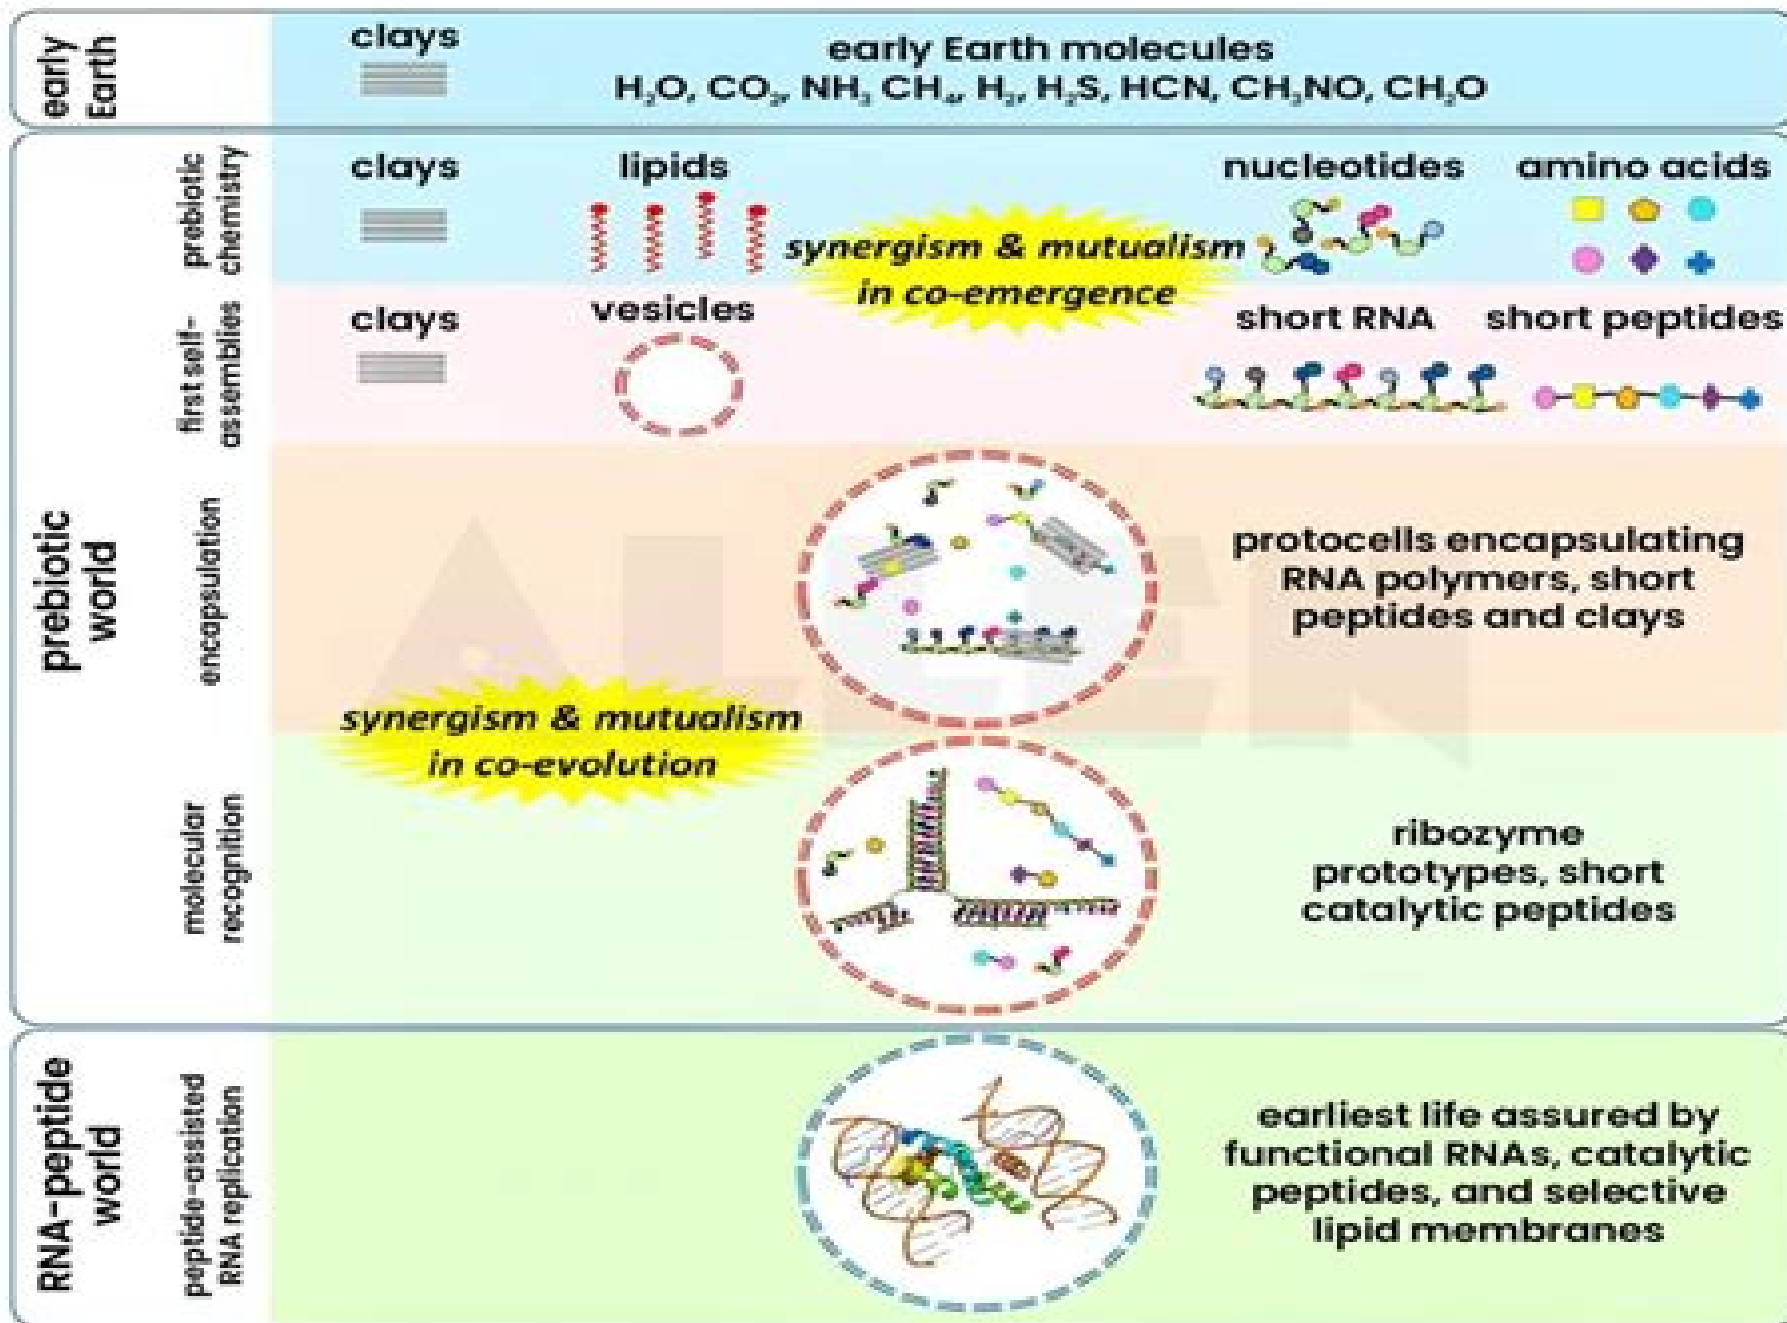 early
Earth
clays
early Earth molecules
H₂O, CO₂, NH₃ CH₄, H₂, H₂S, HCN, CH₃NO, CH₂O
prebiotic
world
prebiotic
chemistry
clays
lipids
nucleotides
amino acids
synergism & mutualism
in co-emergence
first self-
assemblies
clays
vesicles
short RNA
short peptides
encapsulation
protocells encapsulating
RNA polymers, short
peptides and clays
synergism & mutualism
in co-evolution
molecular
recognition
ribozyme
prototypes, short
catalytic peptides
RNA-peptide
world
peptide-assisted
RNA replication
earliest life assured by
functional RNAs, catalytic
peptides, and selective
lipid membranes